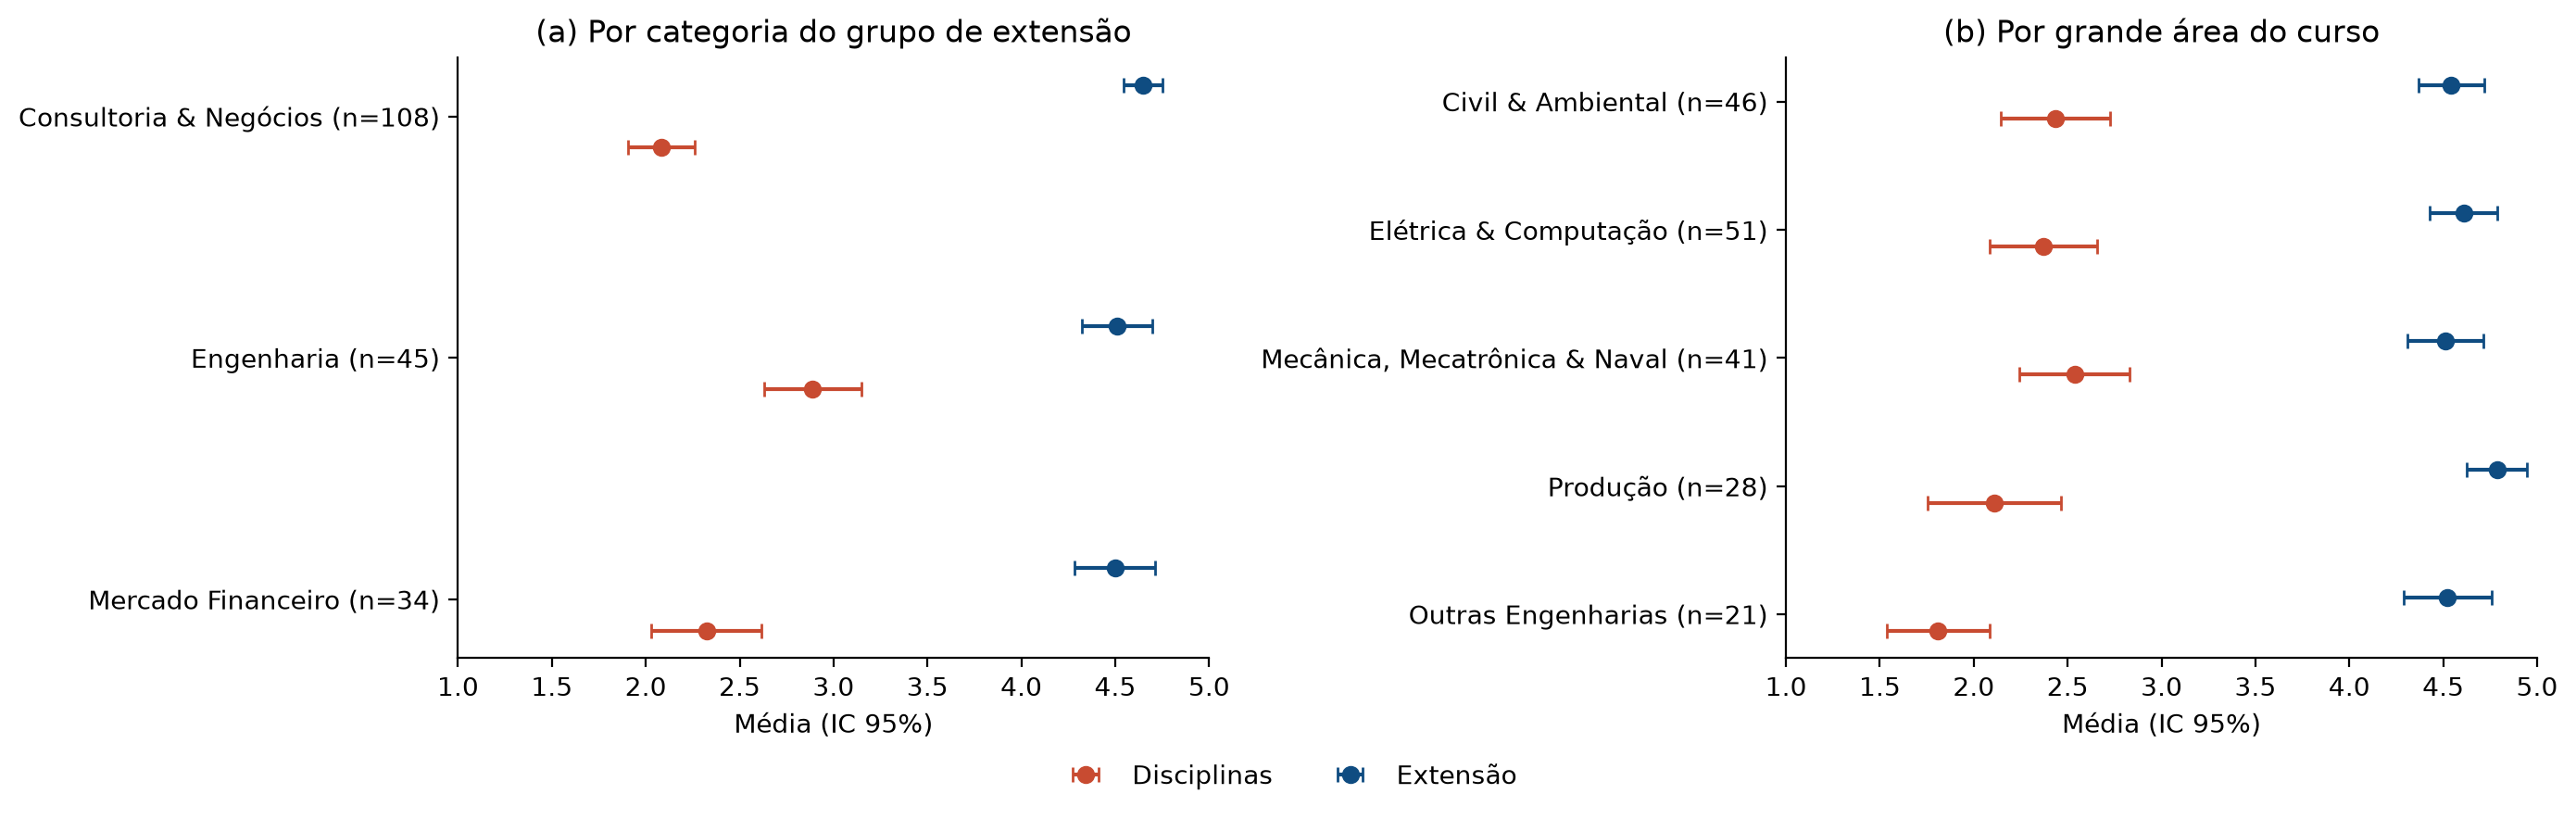 (a) Por categoria do grupo de extensão
Consultoria & Negócios (n=108)
Engenharia (n=45)
Mercado Financeiro (n=34)
1.0 1.5 2.0 2.5 3.0 3.5 4.0 4.5 5.0
Média (IC 95%)
(b) Por grande área do curso
Civil & Ambiental (n=46)
Elétrica & Computação (n=51)
Mecânica, Mecatrônica & Naval (n=41)
Produção (n=28)
Outras Engenharias (n=21)
1.0 1.5 2.0 2.5 3.0 3.5 4.0 4.5 5.0
Média (IC 95%)
Disciplinas Extensão